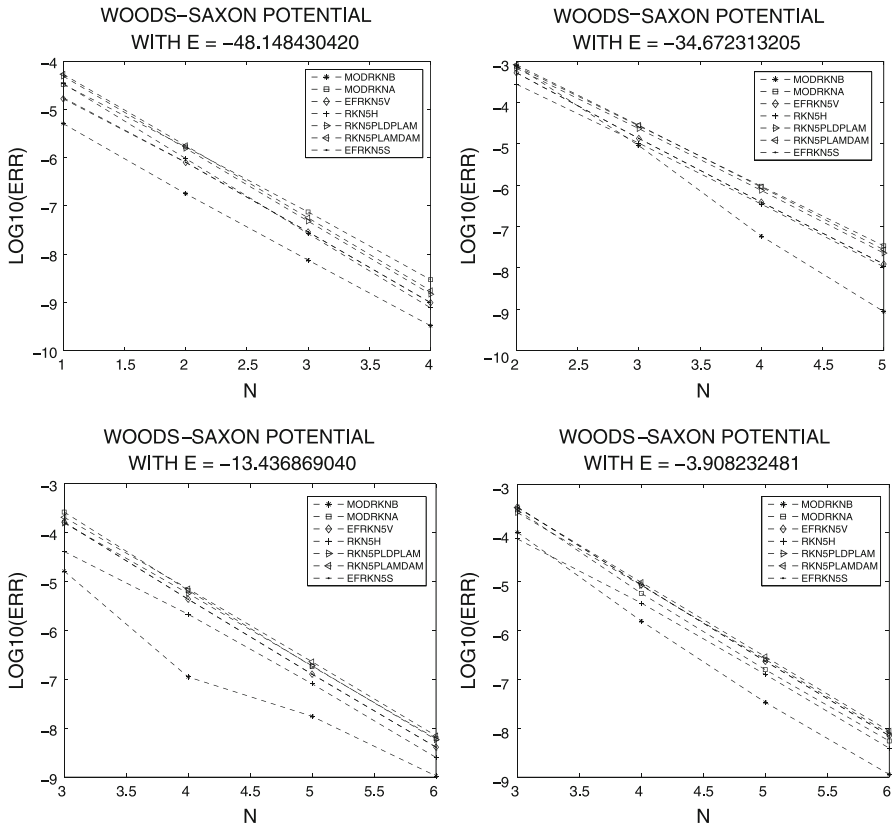 WOODS−SAXON POTENTIAL
WITH E = −48.148430420
−4
−5
−6
−7
−8
−9
−10
LOG10(ERR)
MODRKNB
MODRKNA
EFRKN5V
RKN5H
RKN5PLDPLAM
RKN5PLAMDAM
EFRKN5S
1
1.5
2
2.5
3
3.5
4
N
WOODS−SAXON POTENTIAL
WITH E = −34.672313205
−3
−4
−5
−6
−7
−8
−9
−10
LOG10(ERR)
MODRKNB
MODRKNA
EFRKN5V
RKN5H
RKN5PLDPLAM
RKN5PLAMDAM
EFRKN5S
2
2.5
3
3.5
4
4.5
5
N
WOODS−SAXON POTENTIAL
WITH E = −13.436869040
−3
−4
−5
−6
−7
−8
−9
LOG10(ERR)
MODRKNB
MODRKNA
EFRKN5V
RKN5H
RKN5PLDPLAM
RKN5PLAMDAM
EFRKN5S
3
3.5
4
4.5
5
5.5
6
N
WOODS−SAXON POTENTIAL
WITH E = −3.908232481
−3
−4
−5
−6
−7
−8
−9
LOG10(ERR)
MODRKNB
MODRKNA
EFRKN5V
RKN5H
RKN5PLDPLAM
RKN5PLAMDAM
EFRKN5S
3
3.5
4
4.5
5
5.5
6
N